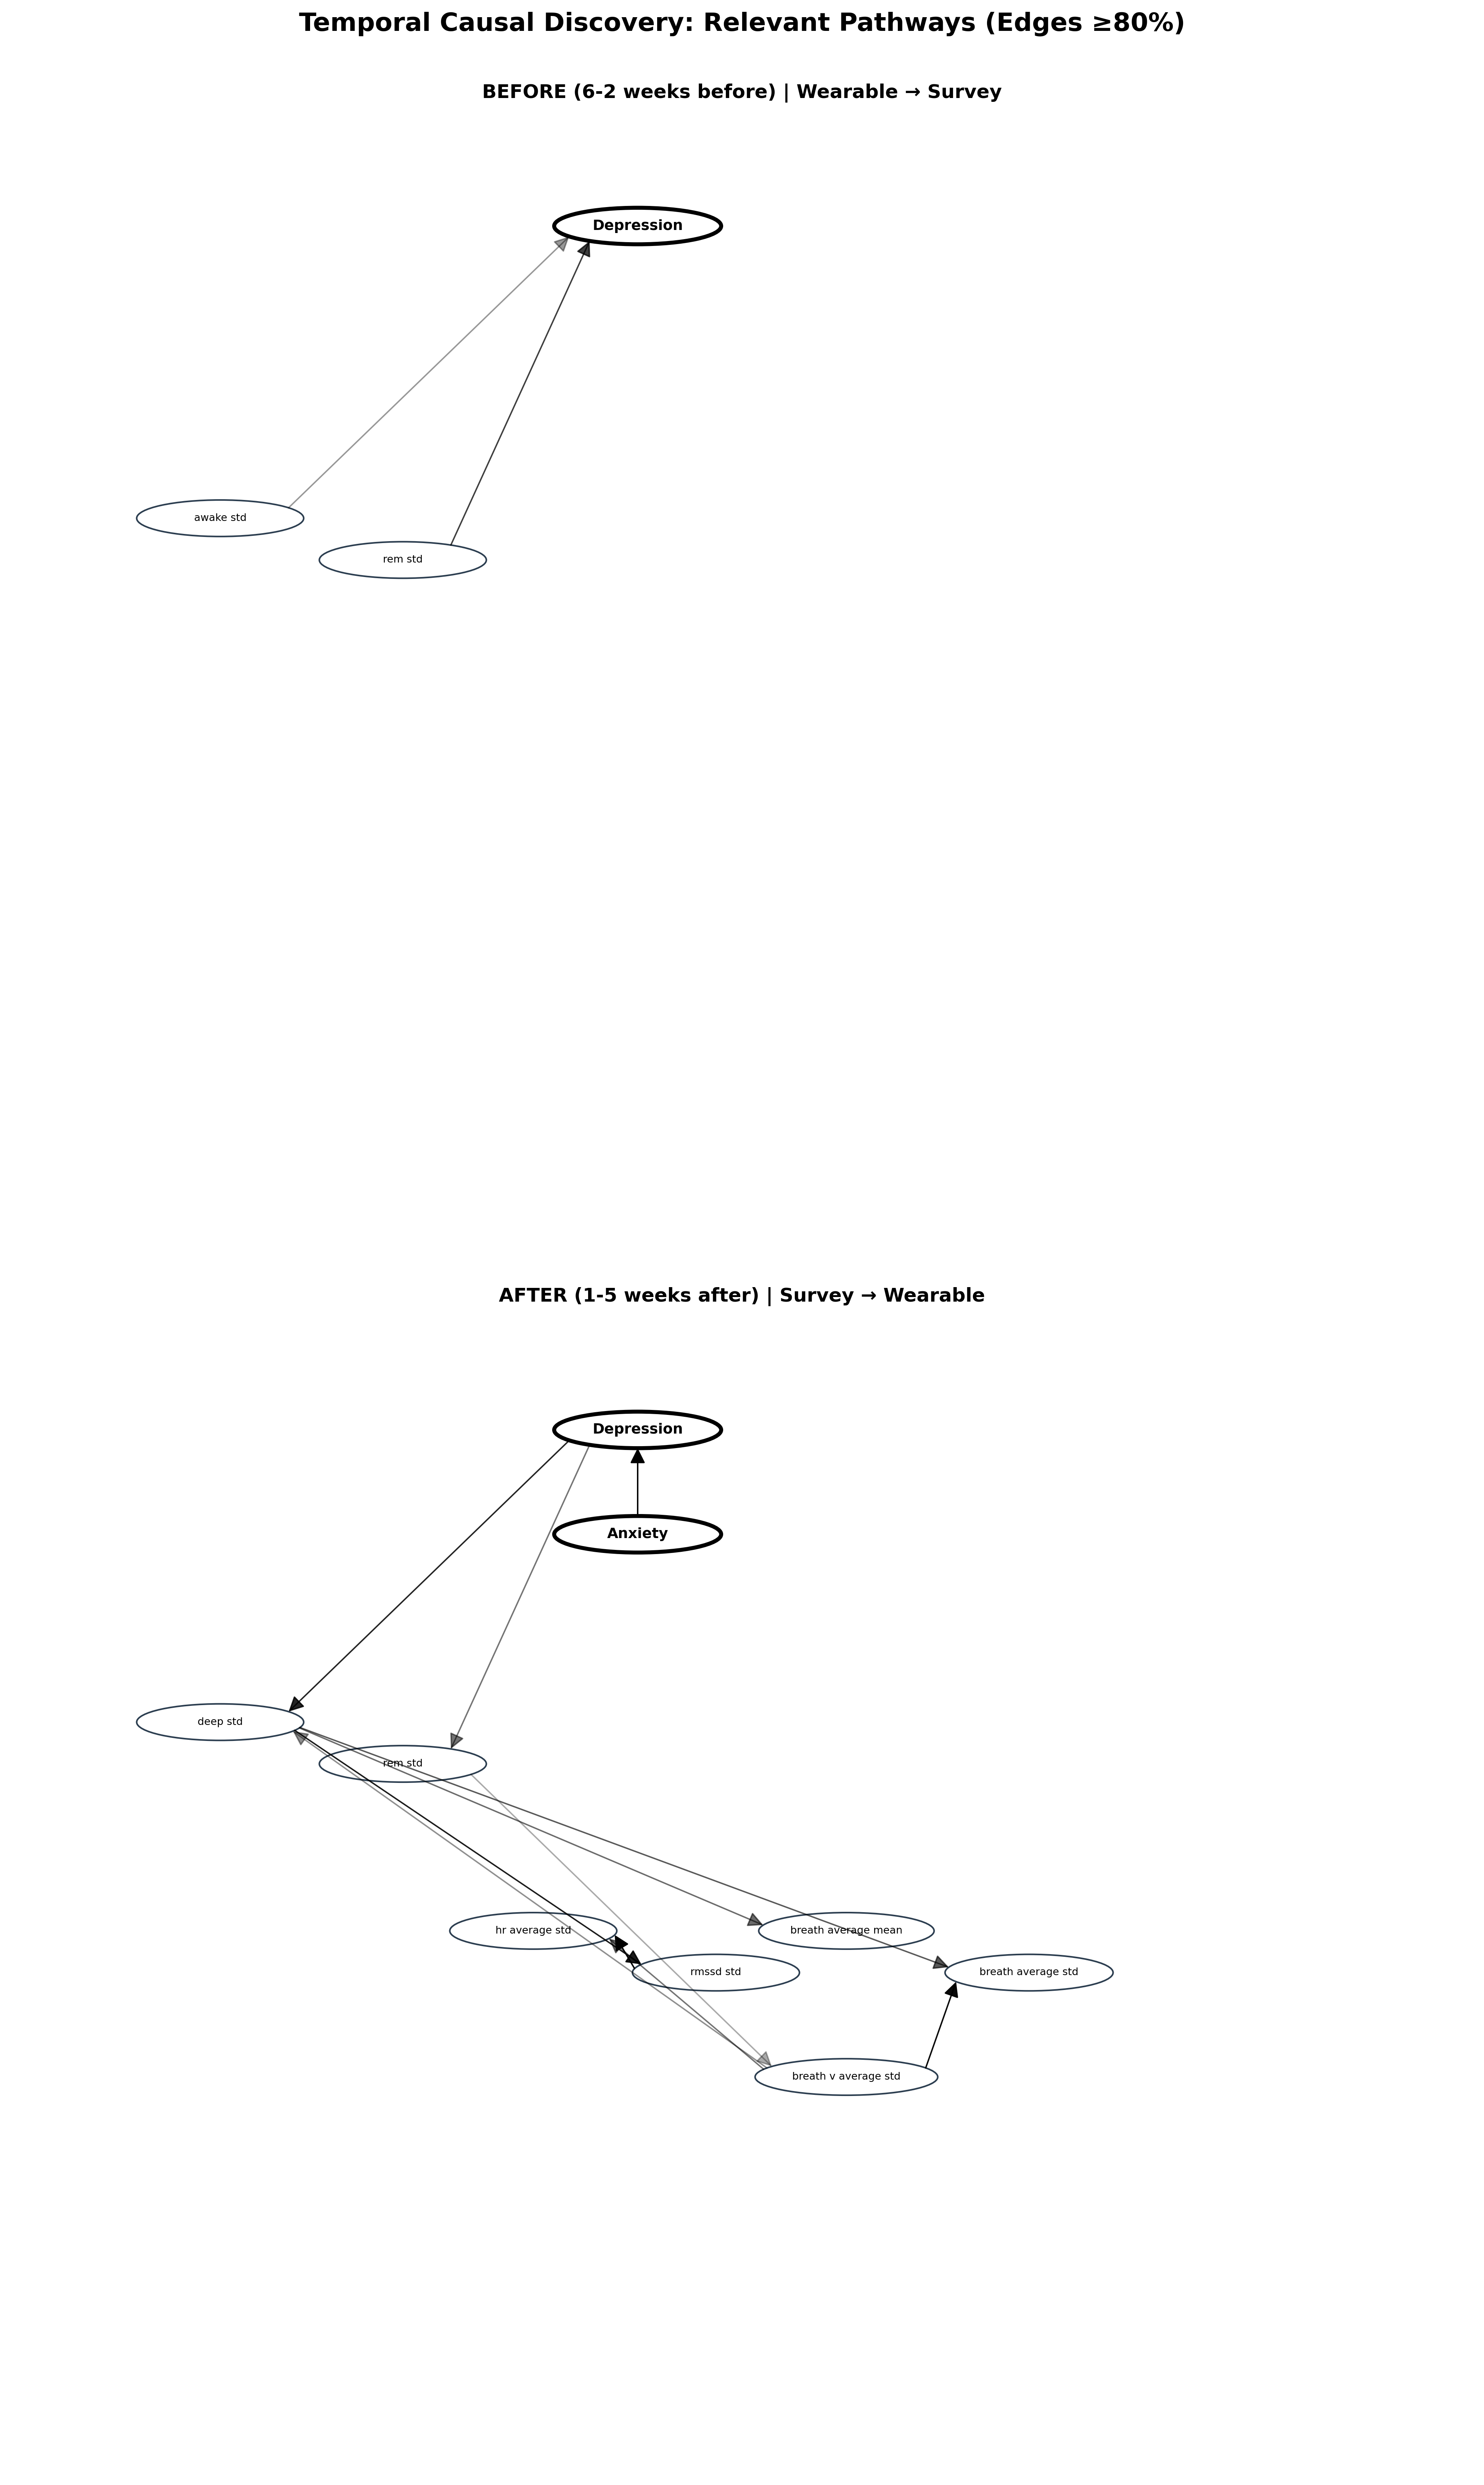 Temporal Causal Discovery: Relevant Pathways (Edges ≥80%)
BEFORE (6-2 weeks before) | Wearable → Survey
Depression
awake std
rem std
AFTER (1-5 weeks after) | Survey → Wearable
Depression
Anxiety
deep std
rem std
hr average std
breath average mean
rmssd std
breath average std
breath v average std